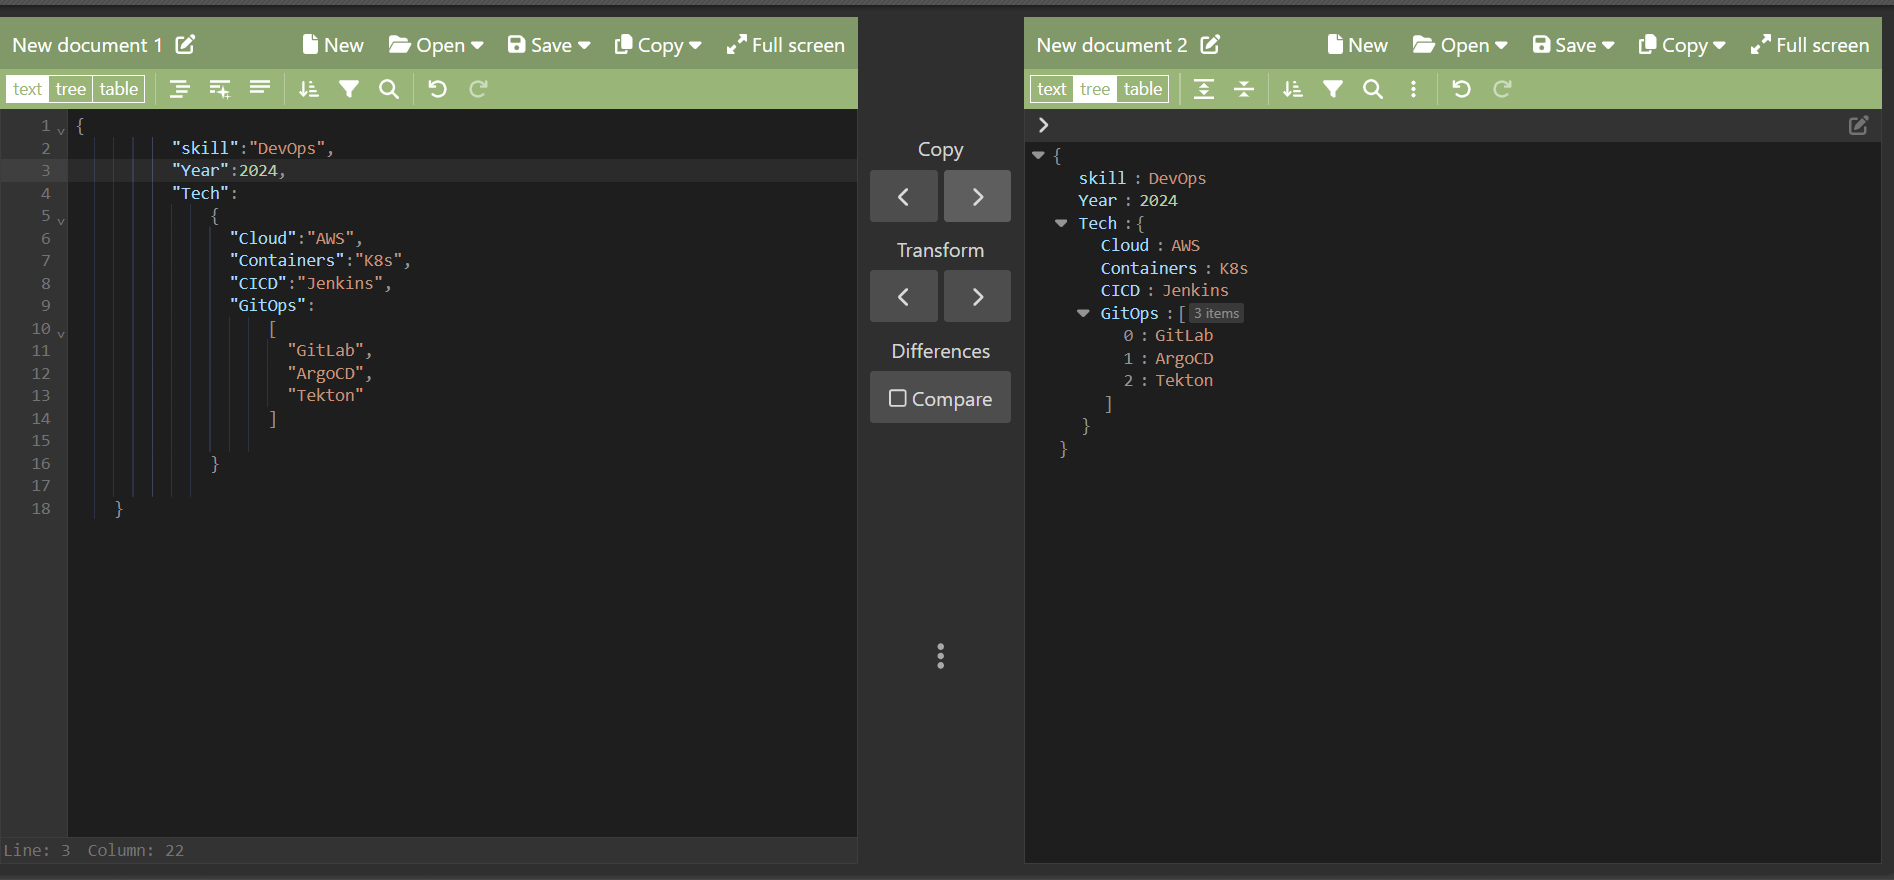 New document 1 New Open Save Copy Full screen
text tree table
1 {
2 "skill":"DevOps",
3 "Year":2024,
4 "Tech":
5 {
6 "Cloud":"AWS",
7 "Containers":"K8s",
8 "CICD":"Jenkins",
9 "GitOps":
10 [
11 "GitLab",
12 "ArgoCD",
13 "Tekton"
14 ]
15
16 }
17
18 }
Line: 3 Column: 22
Copy
Transform
Differences
Compare
New document 2 New Open Save Copy Full screen
text tree table
{
skill : DevOps
Year : 2024
Tech : {
Cloud : AWS
Containers : K8s
CICD : Jenkins
GitOps : [ 3 items
0 : GitLab
1 : ArgoCD
2 : Tekton
]
}
}